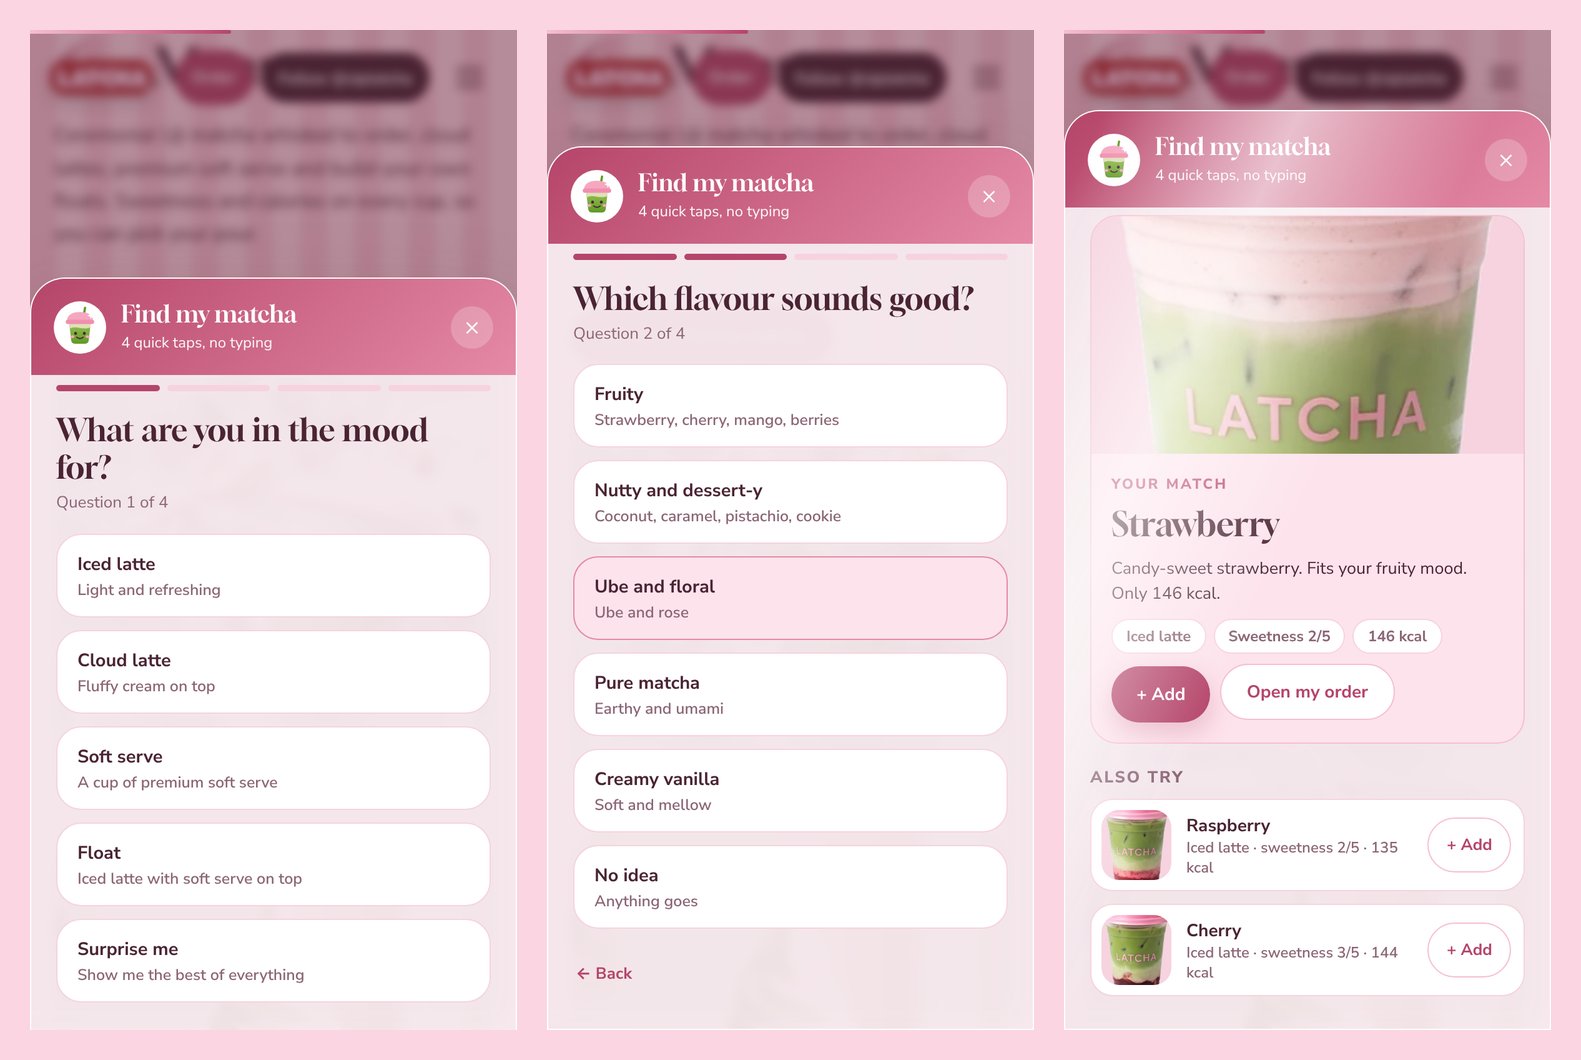 LATCHA
Order
Find my matcha
4 quick taps, no typing
What are you in the mood
for?
Question 1 of 4
Iced latte
Light and refreshing
Cloud latte
Fluffy cream on top
Soft serve
A cup of premium soft serve
Float
Iced latte with soft serve on top
Surprise me
Show me the best of everything
LATCHA
Order
Find my matcha
4 quick taps, no typing
Which flavour sounds good?
Question 2 of 4
Fruity
Strawberry, cherry, mango, berries
Nutty and dessert-y
Coconut, caramel, pistachio, cookie
Ube and floral
Ube and rose
Pure matcha
Earthy and umami
Creamy vanilla
Soft and mellow
No idea
Anything goes
← Back
LATCHA
Order
Find my matcha
4 quick taps, no typing
LATCHA
YOUR MATCH
Strawberry
Candy-sweet strawberry. Fits your fruity mood.
Only 146 kcal.
Iced latte Sweetness 2/5 146 kcal
+ Add Open my order
ALSO TRY
LATCHA
Raspberry
Iced latte · sweetness 2/5 · 135
kcal
+ Add
LATCHA
Cherry
Iced latte · sweetness 3/5 · 144
kcal
+ Add